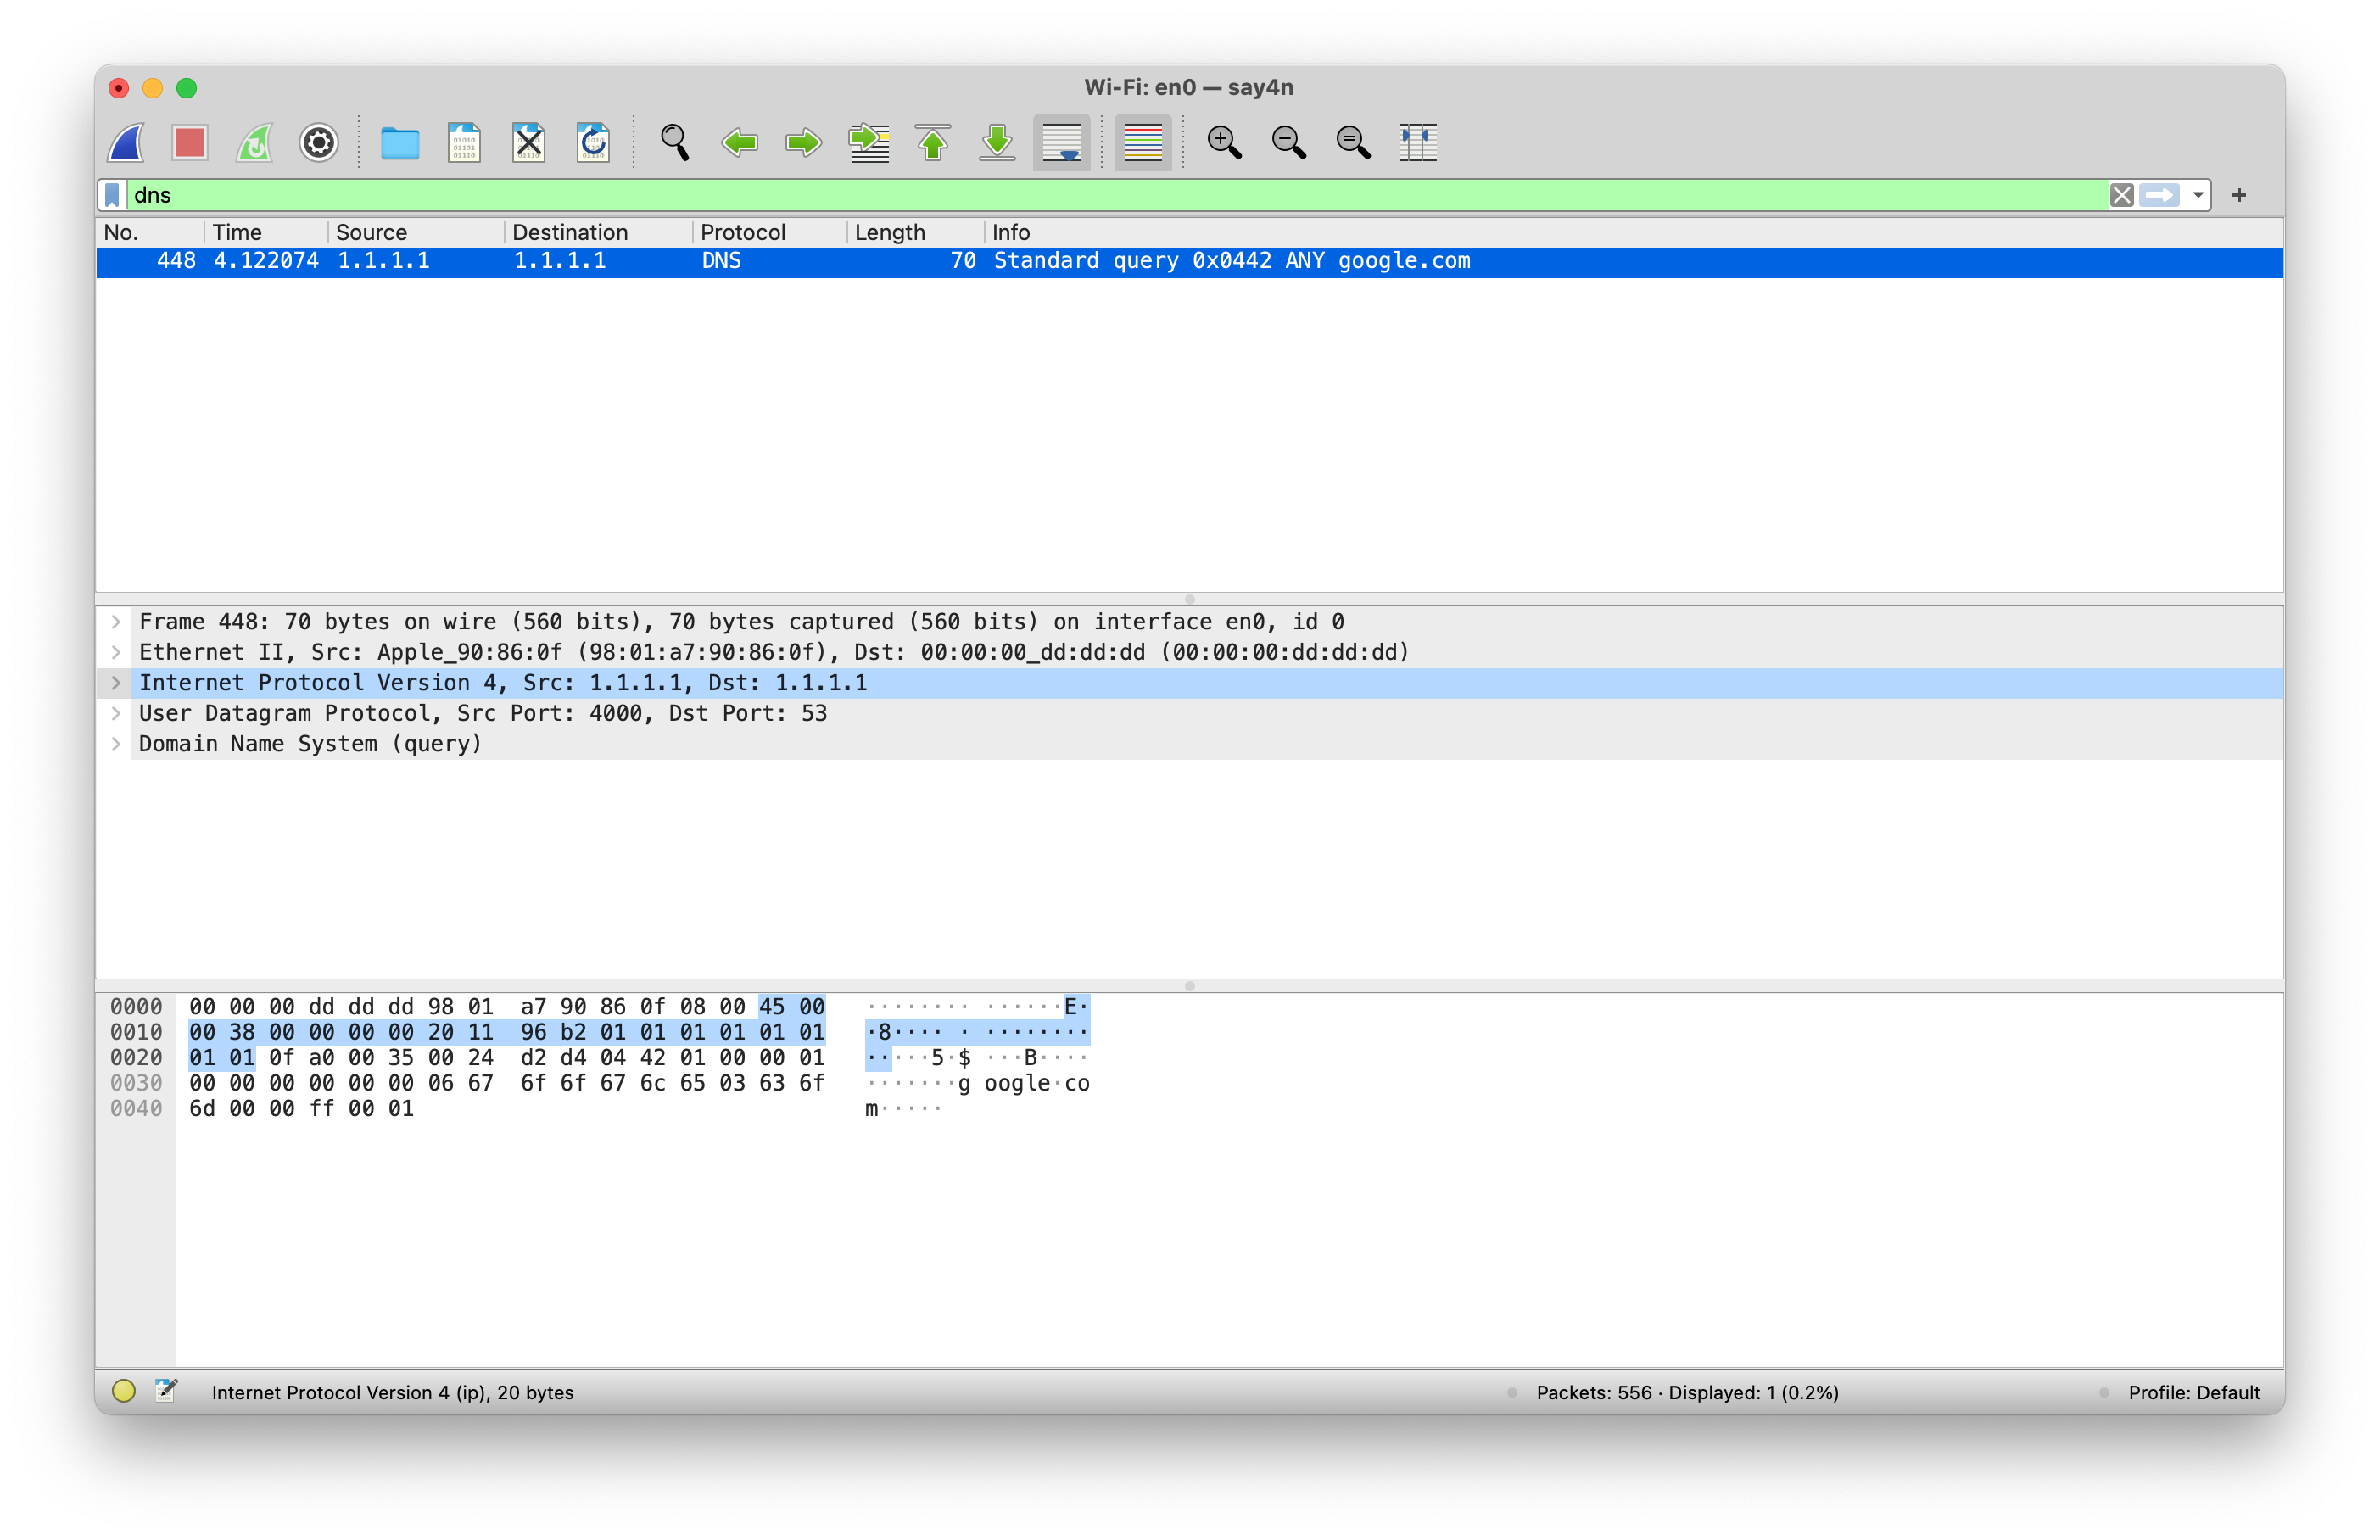 Wi-Fi: en0 — say4n
dns
No. Time Source Destination Protocol Length Info
448 4.122074 1.1.1.1 1.1.1.1 DNS 70 Standard query 0x0442 ANY google.com
Frame 448: 70 bytes on wire (560 bits), 70 bytes captured (560 bits) on interface en0, id 0
Ethernet II, Src: Apple_90:86:0f (98:01:a7:90:86:0f), Dst: 00:00:00_dd:dd:dd (00:00:00:dd:dd:dd)
Internet Protocol Version 4, Src: 1.1.1.1, Dst: 1.1.1.1
User Datagram Protocol, Src Port: 4000, Dst Port: 53
Domain Name System (query)
0000 00 00 00 dd dd dd 98 01 a7 90 86 0f 08 00 45 00 ········ ······E·
0010 00 38 00 00 00 00 20 11 96 b2 01 01 01 01 01 01 ·8···· · ········
0020 01 01 0f a0 00 35 00 24 d2 d4 04 42 01 00 00 01 ·····5·$ ···B····
0030 00 00 00 00 00 00 06 67 6f 6f 67 6c 65 03 63 6f ·······g oogle·co
0040 6d 00 00 ff 00 01 m·····
Internet Protocol Version 4 (ip), 20 bytes Packets: 556 · Displayed: 1 (0.2%) Profile: Default